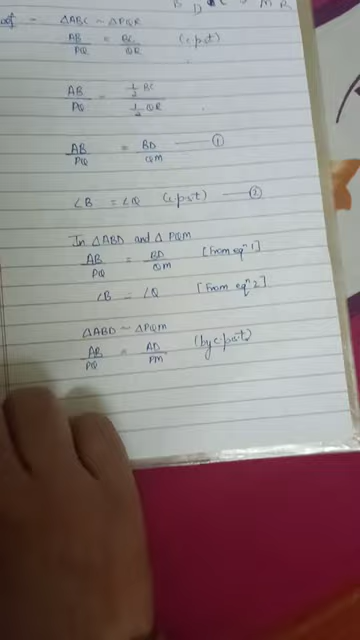 B D C Q M R
- ΔABC ~ ΔPQR
AB/PQ = BC/QR (c.p.s.t)
AB/PQ = ½ BC/½ QR
AB/PQ = BD/QM —— ①
∠B = ∠Q (c.p.s.t) —— ②
In ΔABD and Δ PQM
AB/PQ = BD/QM [From eqⁿ 1]
∠B = ∠Q [From eqⁿ 2]
ΔABD ~ ΔPQM
AB/PQ = AD/PM (by c.p.s.t)